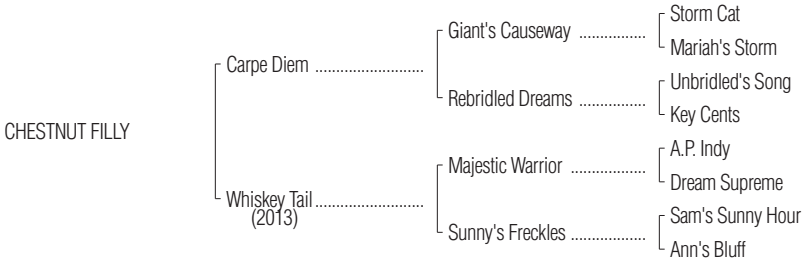 Storm Cat
Giant's Causeway ................
Mariah's Storm
Carpe Diem ..........................
Unbridled's Song
Rebridled Dreams ................
Key Cents
CHESTNUT FILLY
A.P. Indy
Majestic Warrior ..................
Dream Supreme
Whiskey Tail..........................
(2013)
Sam's Sunny Hour
Sunny's Freckles ..................
Ann's Bluff